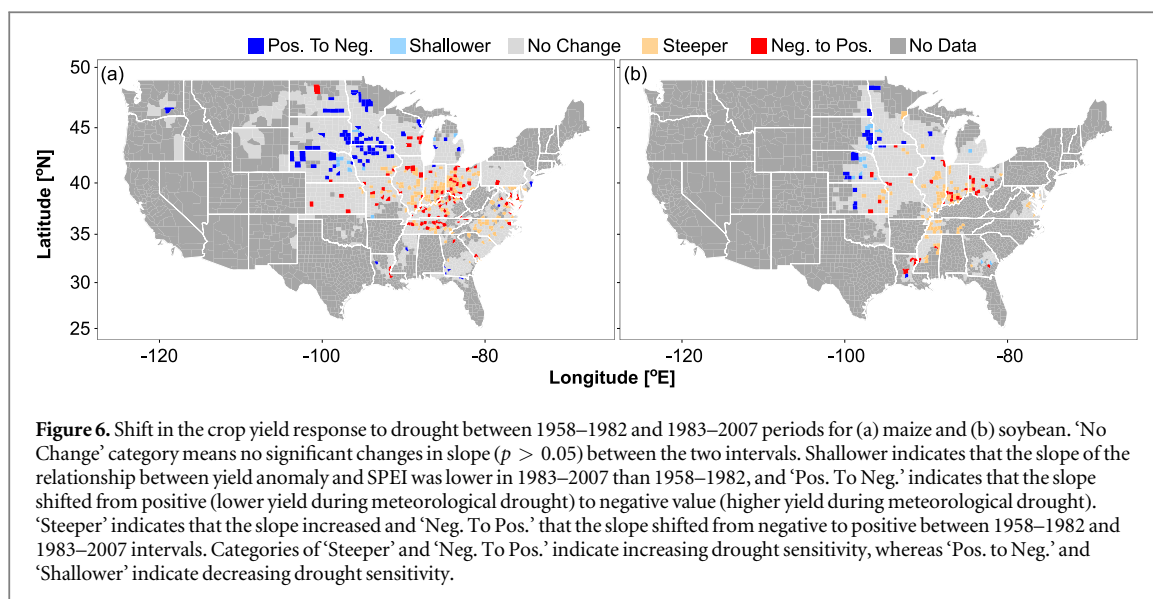 Pos. To Neg. Shallower No Change Steeper Neg. to Pos. No Data
(a) (b)
50
45
40
35
30
25
Latitude [°N]
-120 -100 -80 -120 -100 -80
Longitude [°E]
Figure 6. Shift in the crop yield response to drought between 1958–1982 and 1983–2007 periods for (a) maize and (b) soybean. ‘No
Change’ category means no significant changes in slope (p > 0.05) between the two intervals. Shallower indicates that the slope of the
relationship between yield anomaly and SPEI was lower in 1983–2007 than 1958–1982, and ‘Pos. To Neg.’ indicates that the slope
shifted from positive (lower yield during meteorological drought) to negative value (higher yield during meteorological drought).
‘Steeper’ indicates that the slope increased and ‘Neg. To Pos.’ that the slope shifted from negative to positive between 1958–1982 and
1983–2007 intervals. Categories of ‘Steeper’ and ‘Neg. To Pos.’ indicate increasing drought sensitivity, whereas ‘Pos. to Neg.’ and
‘Shallower’ indicate decreasing drought sensitivity.